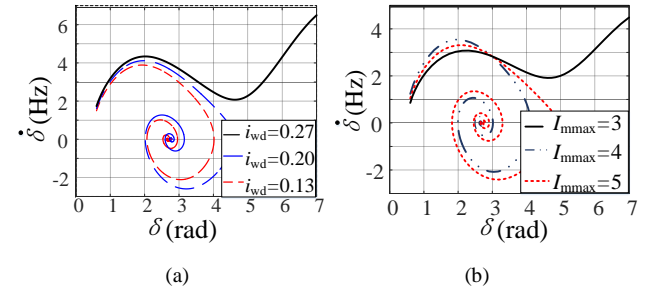 δ̇ (Hz)
6
4
2
0
-2
i_wd=0.27
i_wd=0.20
i_wd=0.13
0 1 2 3 4 5 6 7
δ (rad)
(a)
δ̇ (Hz)
4
2
0
-2
I_mmax=3
I_mmax=4
I_mmax=5
0 1 2 3 4 5 6 7
δ (rad)
(b)